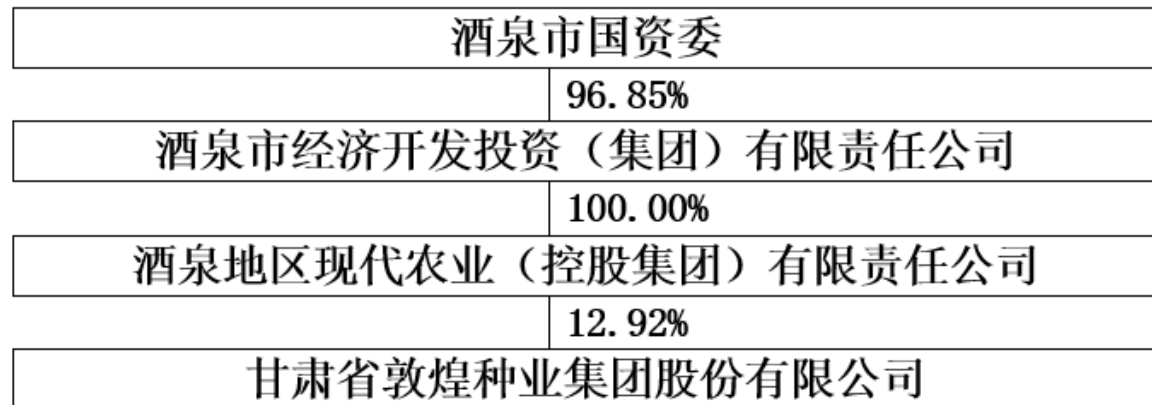 酒泉市国资委
96.85%
酒泉市经济开发投资（集团）有限责任公司
100.00%
酒泉地区现代农业（控股集团）有限责任公司
12.92%
甘肃省敦煌种业集团股份有限公司